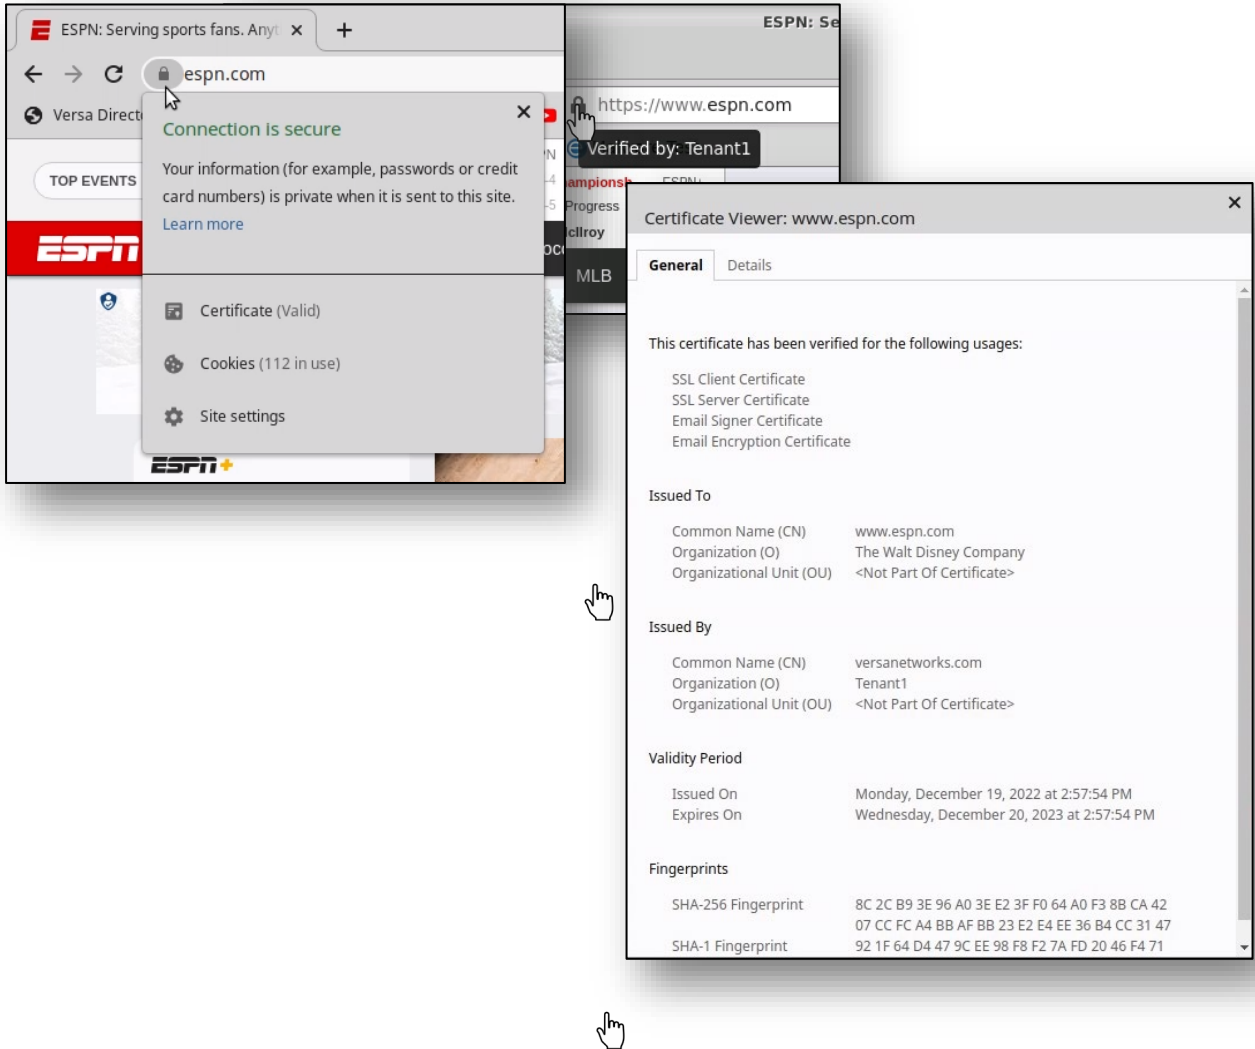 ESPN: Serving sports fans. Anyt
espn.com
Versa Direct
Connection is secure
Your information (for example, passwords or credit
card numbers) is private when it is sent to this site.
Learn more
TOP EVENTS
ESPN
Certificate (Valid)
Cookies (112 in use)
Site settings
ESPN+
ESPN: Se
https://www.espn.com
Verified by: Tenant1
ampionsh
ESPN+
Progress
cIlroy
MLB
Certificate Viewer: www.espn.com
General Details
This certificate has been verified for the following usages:
SSL Client Certificate
SSL Server Certificate
Email Signer Certificate
Email Encryption Certificate
Issued To
Common Name (CN) www.espn.com
Organization (O) The Walt Disney Company
Organizational Unit (OU) <Not Part Of Certificate>
Issued By
Common Name (CN) versanetworks.com
Organization (O) Tenant1
Organizational Unit (OU) <Not Part Of Certificate>
Validity Period
Issued On Monday, December 19, 2022 at 2:57:54 PM
Expires On Wednesday, December 20, 2023 at 2:57:54 PM
Fingerprints
SHA-256 Fingerprint 8C 2C B9 3E 96 A0 3E E2 3F F0 64 A0 F3 8B CA 42
07 CC FC A4 BB AF BB 23 E2 E4 EE 36 B4 CC 31 47
SHA-1 Fingerprint 92 1F 64 D4 47 9C EE 98 F8 F2 7A FD 20 46 F4 71